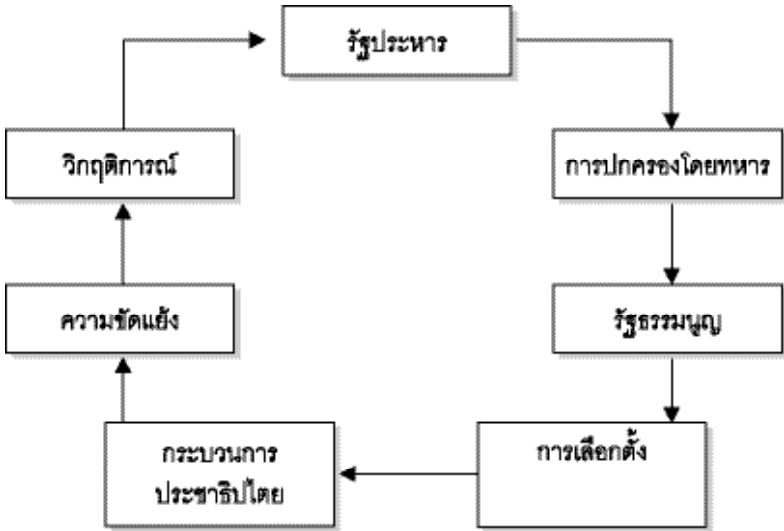 รัฐประหาร
การปกครองโดยทหาร
รัฐธรรมนูญ
การเลือกตั้ง
กระบวนการ
ประชาธิปไตย
ความขัดแย้ง
วิกฤติการณ์